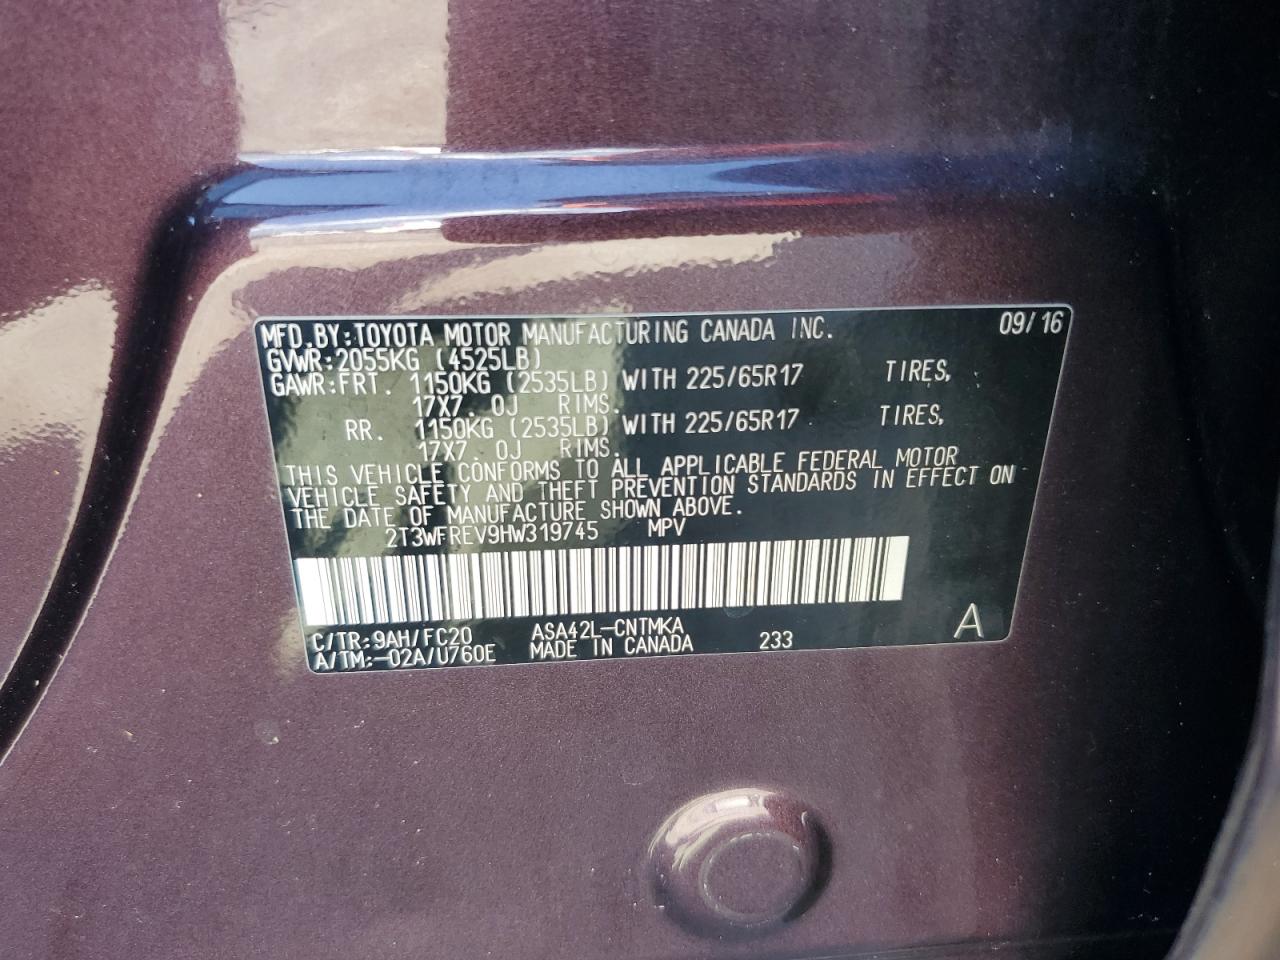 MFD.BY:TOYOTA MOTOR MANUFACTURING CANADA INC. 09/16
GVWR:2055KG (4525LB)
GAWR:FRT. 1150KG (2535LB) WITH 225/65R17 TIRES,
17X7. 0J RIMS.
RR. 1150KG (2535LB) WITH 225/65R17 TIRES,
17X7. 0J RIMS.
THIS VEHICLE CONFORMS TO ALL APPLICABLE FEDERAL MOTOR
VEHICLE SAFETY AND THEFT PREVENTION STANDARDS IN EFFECT ON
THE DATE OF MANUFACTURE SHOWN ABOVE.
2T3WFREV9HW319745 MPV
C/TR:9AH/FC20 ASA42L-CNTMKA
A/TM:-02A/U760E MADE IN CANADA 233 A